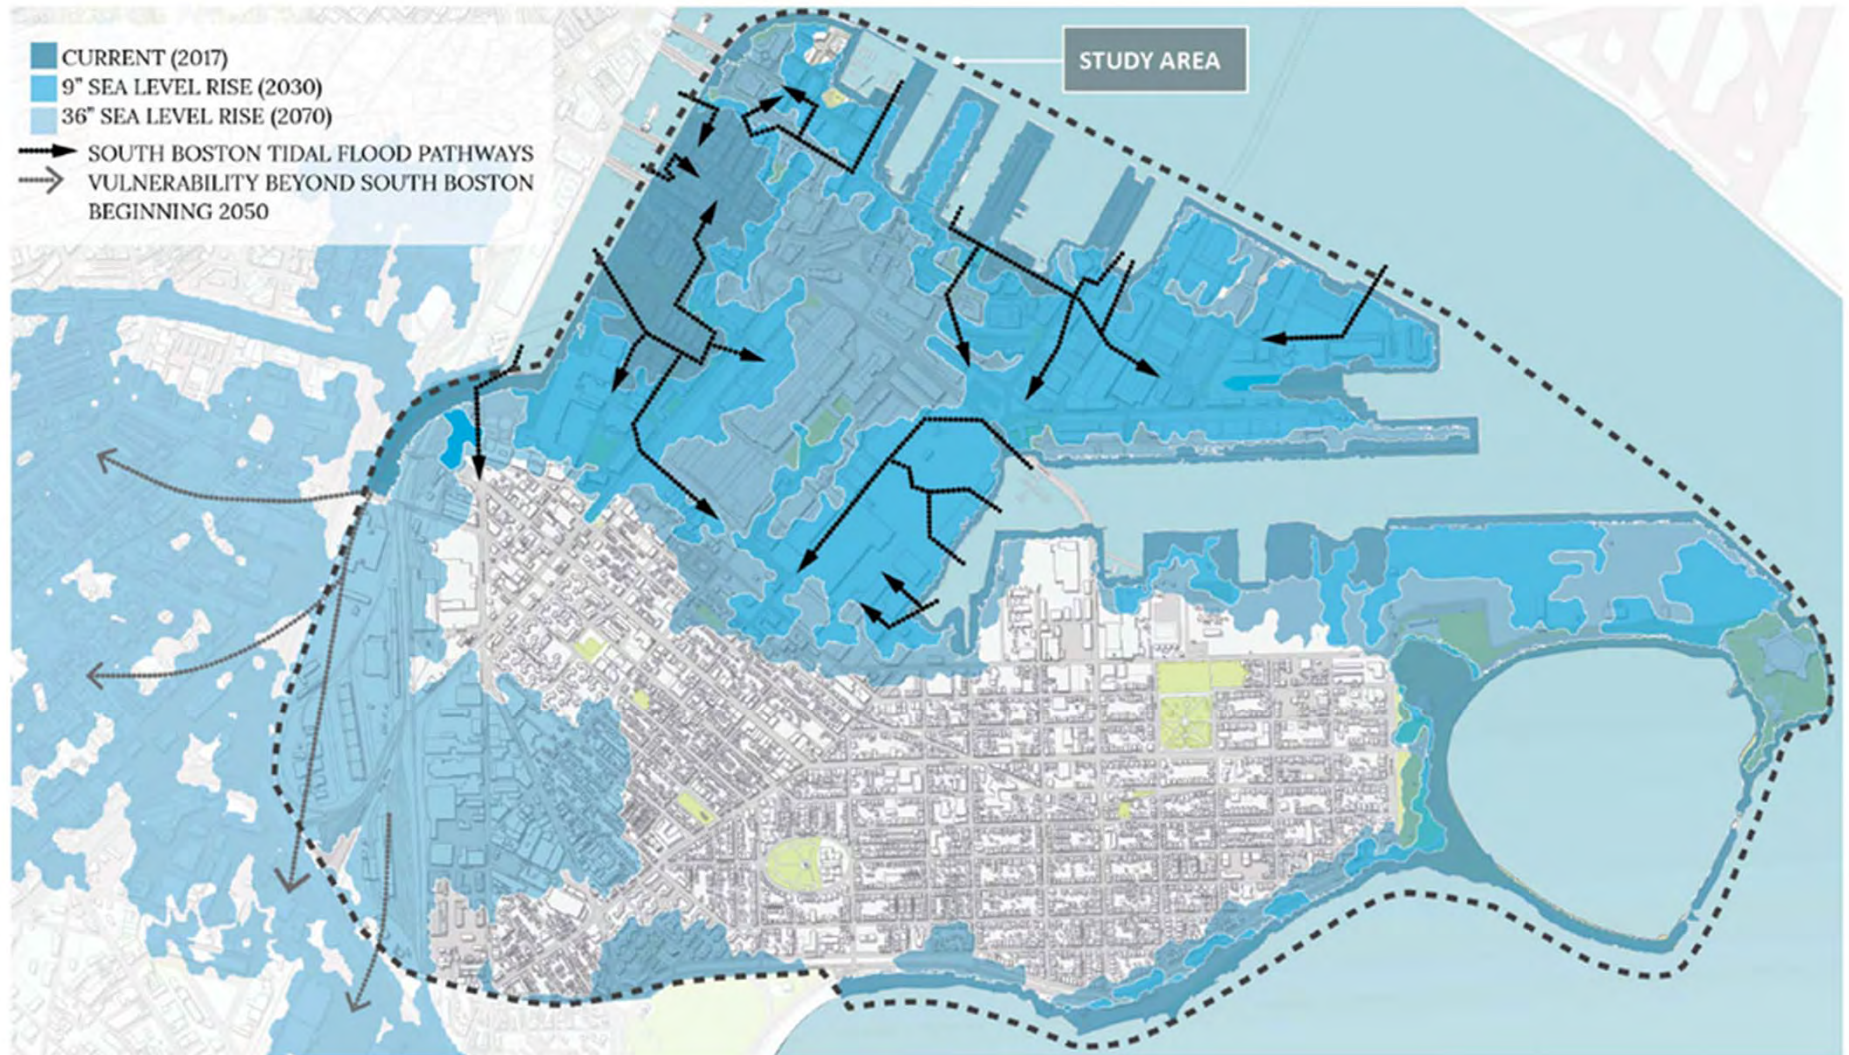 CURRENT (2017)
9" SEA LEVEL RISE (2030)
36" SEA LEVEL RISE (2070)
SOUTH BOSTON TIDAL FLOOD PATHWAYS
VULNERABILITY BEYOND SOUTH BOSTON
BEGINNING 2050
STUDY AREA